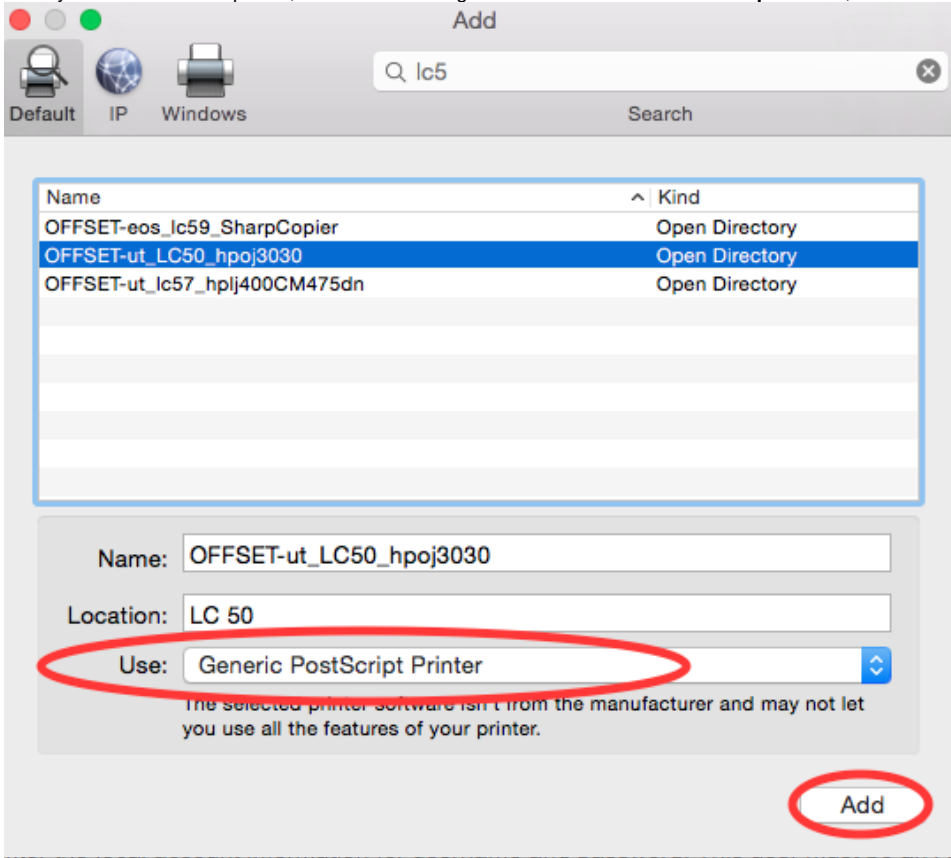 Add
lc5
Default IP Windows Search
Name Kind
OFFSET-eos_lc59_SharpCopier Open Directory
OFFSET-ut_LC50_hpoj3030 Open Directory
OFFSET-ut_lc57_hplj400CM475dn Open Directory
Name: OFFSET-ut_LC50_hpoj3030
Location: LC 50
Use: Generic PostScript Printer
The selected printer software isn't from the manufacturer and may not let
you use all the features of your printer.
Add